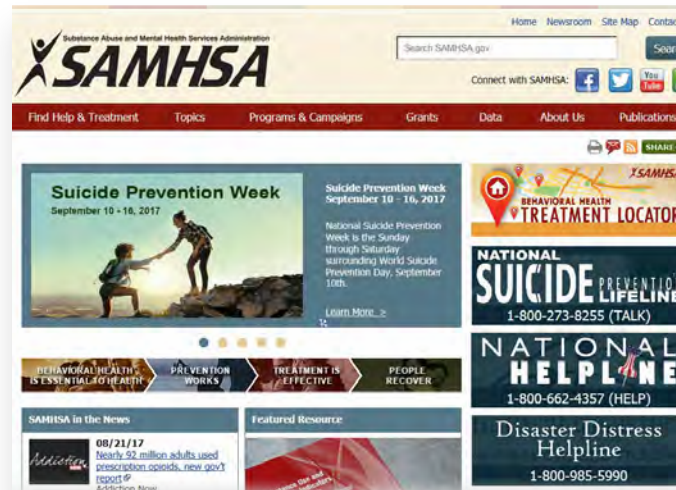 Home Newsroom Site Map Contac
Substance Abuse and Mental Health Services Administration
SAMHSA
Search SAMHSA.gov
Sear
Connect with SAMHSA:
You
Tube
Find Help & Treatment Topics Programs & Campaigns Grants Data About Us Publications
SHARE
Suicide Prevention Week
September 10 - 16, 2017
Suicide Prevention Week
September 10 - 16, 2017
National Suicide Prevention
Week is the Sunday
through Saturday
surrounding World Suicide
Prevention Day, September
10th.
Learn More >
SAMHSA
BEHAVIORAL HEALTH
TREATMENT LOCATOR
NATIONAL
SUICIDE PREVENTIO
LIFELINE
1-800-273-8255 (TALK)
NATIONAL
HELPLINE
1-800-662-4357 (HELP)
Disaster Distress
Helpline
1-800-985-5990
BEHAVIORAL HEALTH
IS ESSENTIAL TO HEALTH
PREVENTION
WORKS
TREATMENT IS
EFFECTIVE
PEOPLE
RECOVER
SAMHSA in the News
Addiction
08/21/17
Nearly 92 million adults used
prescription opioids, new gov't
report
Addiction Now
Featured Resource
nce Use and